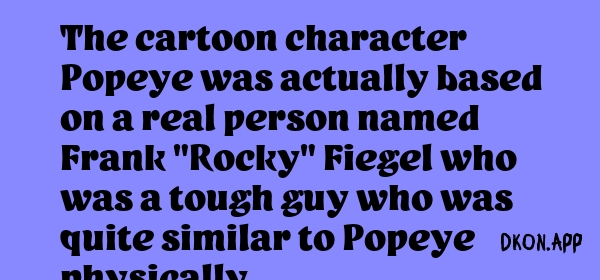 The cartoon character
Popeye was actually based
on a real person named
Frank "Rocky" Fiegel who
was a tough guy who was
quite similar to Popeye
physically
DKON.APP